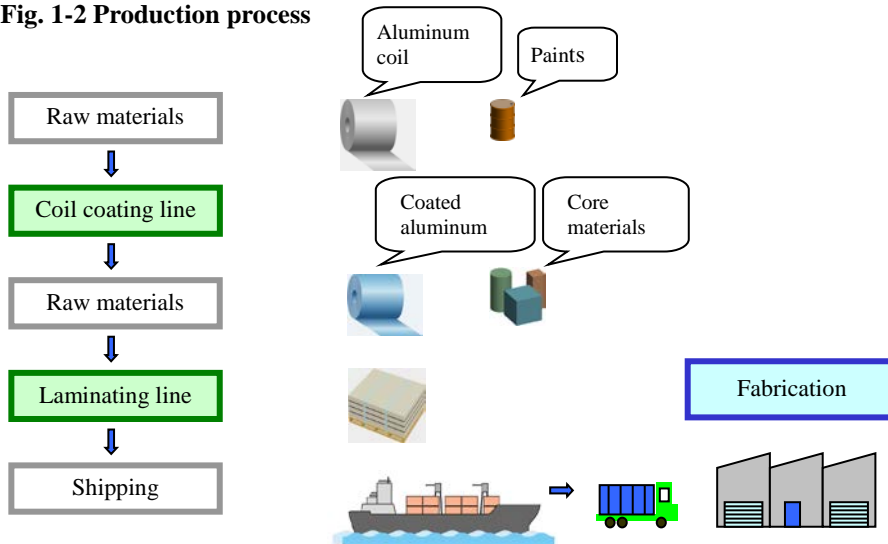 Fig. 1-2 Production process
Aluminum
coil
Paints
Raw materials
Coil coating line
Coated
aluminum
Core
materials
Raw materials
Laminating line
Fabrication
Shipping